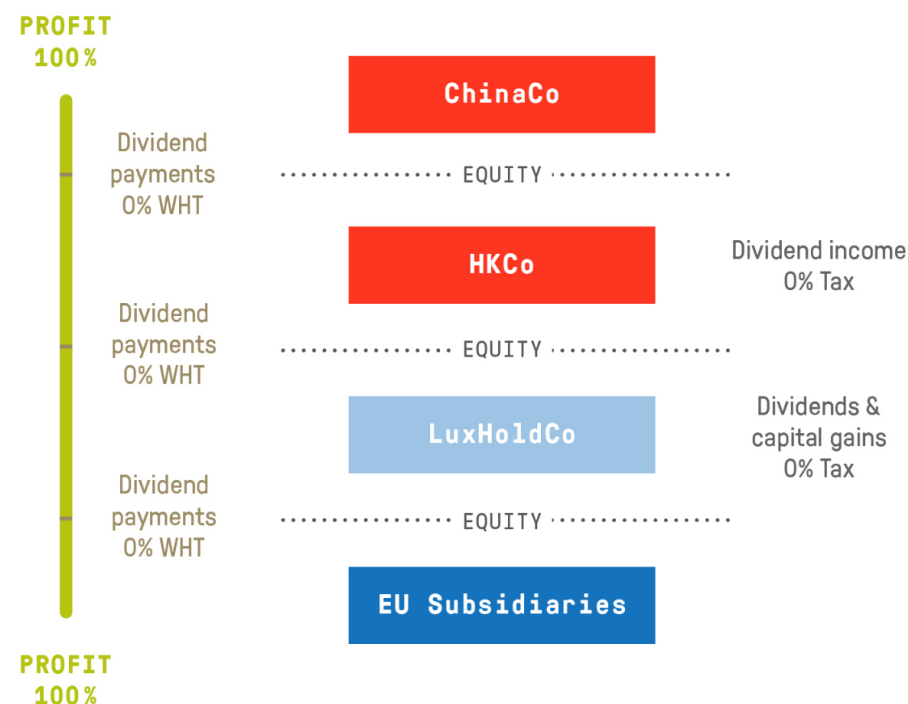 PROFIT
100%
ChinaCo
Dividend
payments
0% WHT
EQUITY
HKCo
Dividend income
0% Tax
Dividend
payments
0% WHT
EQUITY
LuxHoldCo
Dividends &
capital gains
0% Tax
Dividend
payments
0% WHT
EQUITY
EU Subsidiaries
PROFIT
100%